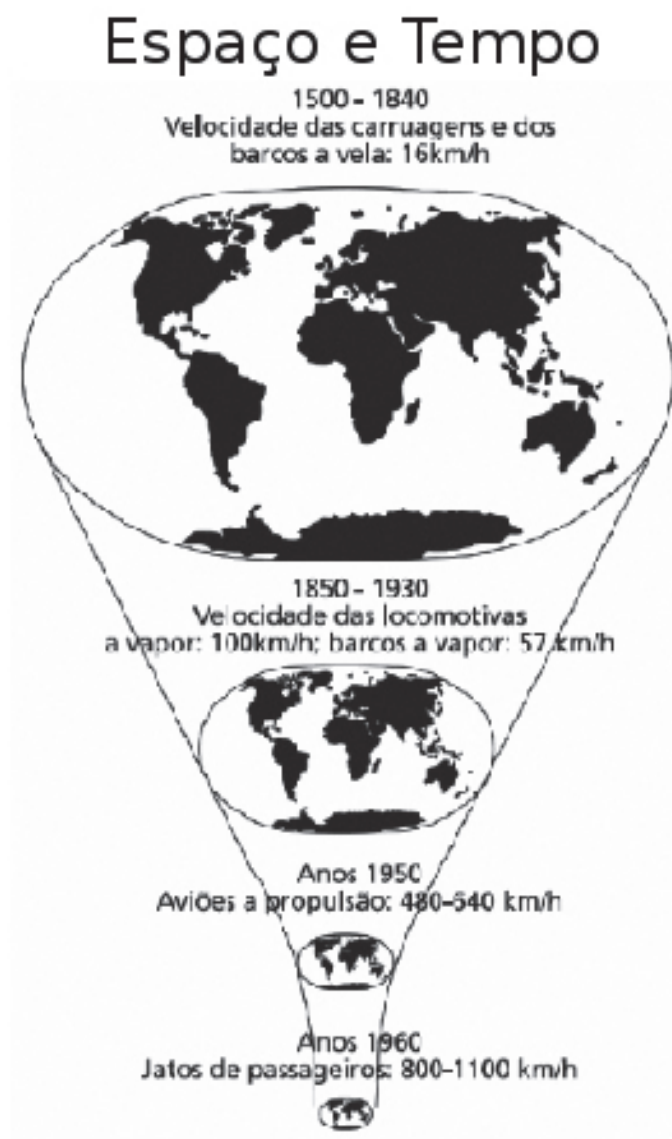 Espaço e Tempo
1500 – 1840
Velocidade das carruagens e dos
barcos a vela: 16km/h
1850 – 1930
Velocidade das locomotivas
a vapor: 100km/h; barcos a vapor: 57 km/h
Anos 1950
Aviões a propulsão: 480–640 km/h
Anos 1960
Jatos de passageiros: 800–1100 km/h